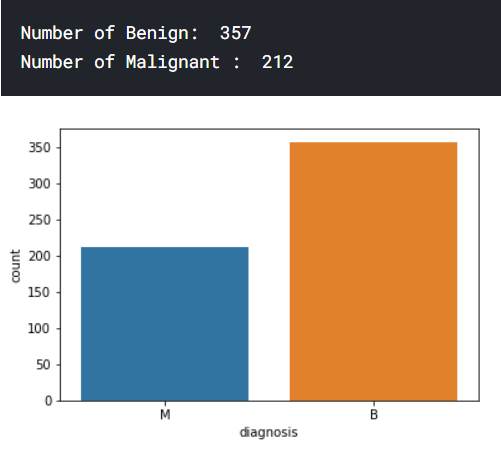 Number of Benign:  357
Number of Malignant :  212
350
300
250
200
150
100
50
0
count
M B
diagnosis